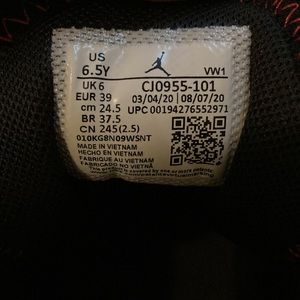 US
6.5Y
VW1
UK 6
EUR 39
cm 24.5
BR 37.5
CN 245(2.5)
CJ0955-101
03/04/20 08/07/20
UPC 00194276552971
010KG8N09WSNT
MADE IN VIETNAM
HECHO EN VIETNAM
FABRIQUE AU VIETNAM
FABRICADO NO VIETNÃ